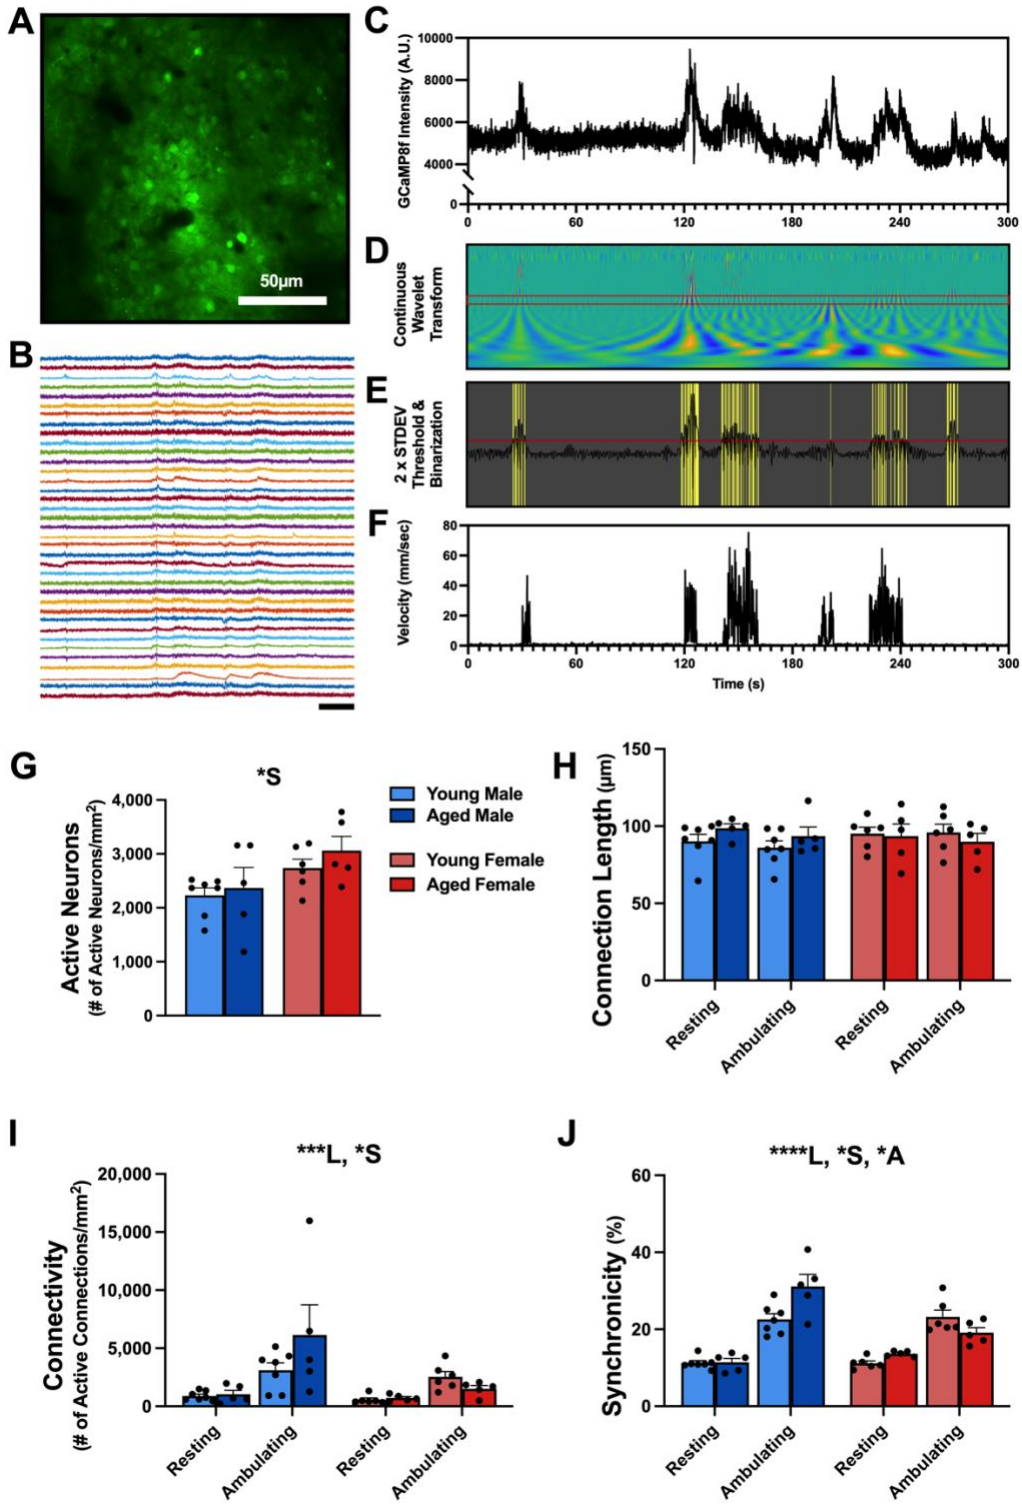 A
50µm
B
C
GCaMP8f Intensity (A.U.)
10000
8000
6000
4000
0
0 60 120 180 240 300
D
Continuous
Wavelet
Transform
E
2 x STDEV
Threshold &
Binarization
F
Velocity (mm/sec)
80
60
40
20
0
0 60 120 180 240 300
Time (s)
G
*S
Active Neurons
(# of Active Neurons/mm²)
4,000
3,000
2,000
1,000
0
Young Male
Aged Male
Young Female
Aged Female
H
Connection Length (µm)
150
100
50
0
Resting
Ambulating
Resting
Ambulating
I
***L, *S
Connectivity
(# of Active Connections/mm²)
20,000
15,000
10,000
5,000
0
Resting
Ambulating
Resting
Ambulating
J
****L, *S, *A
Synchronicity (%)
60
40
20
0
Resting
Ambulating
Resting
Ambulating